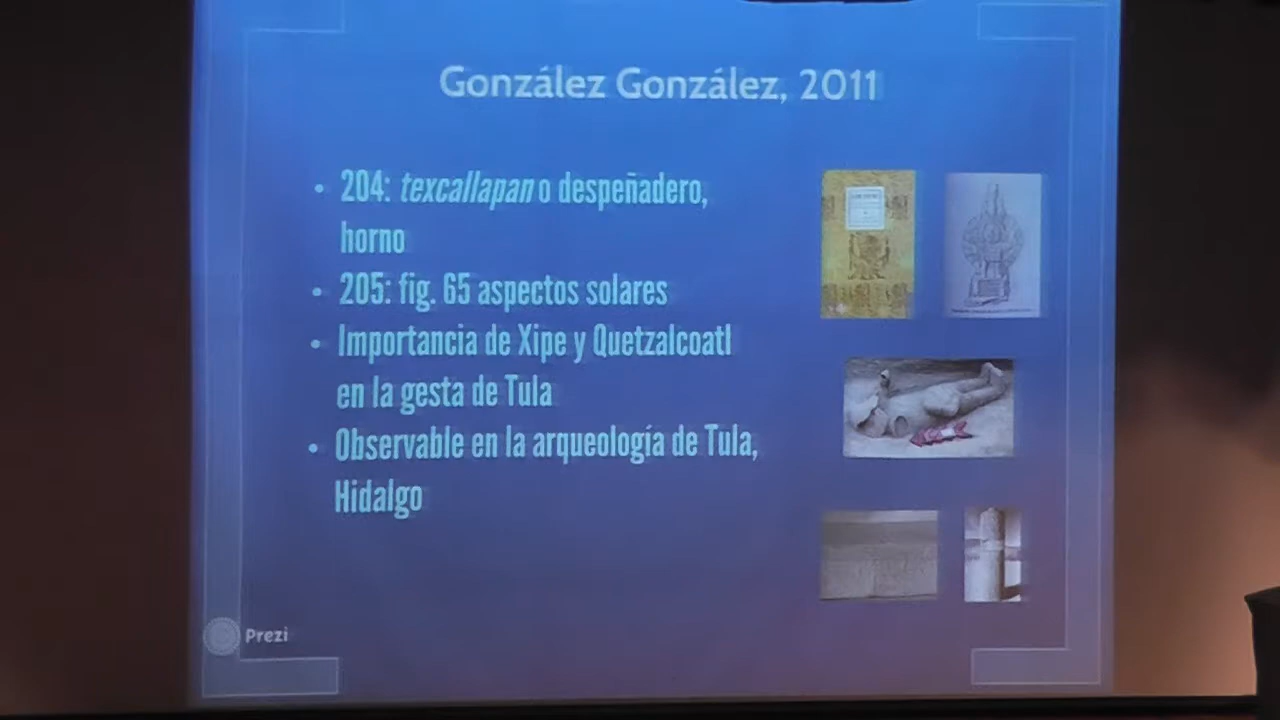 González González, 2011
• 204: texcallapan o despeñadero,
horno
• 205: fig. 65 aspectos solares
• Importancia de Xipe y Quetzalcoatl
en la gesta de Tula
• Observable en la arqueología de Tula,
Hidalgo
Prezi